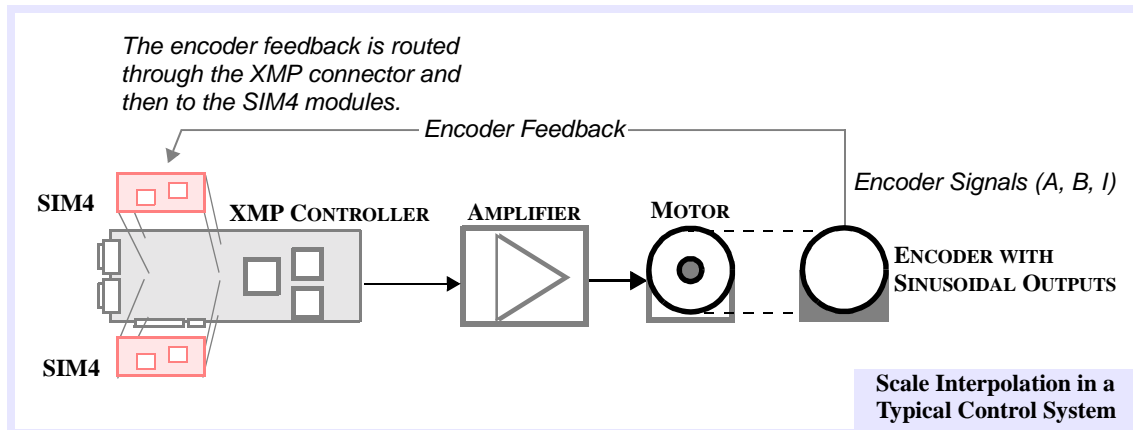 The encoder feedback is routed
through the XMP connector and
then to the SIM4 modules.
Encoder Feedback
Encoder Signals (A, B, I)
SIM4
XMP CONTROLLER
AMPLIFIER
MOTOR
ENCODER WITH
SINUSOIDAL OUTPUTS
SIM4
Scale Interpolation in a
Typical Control System